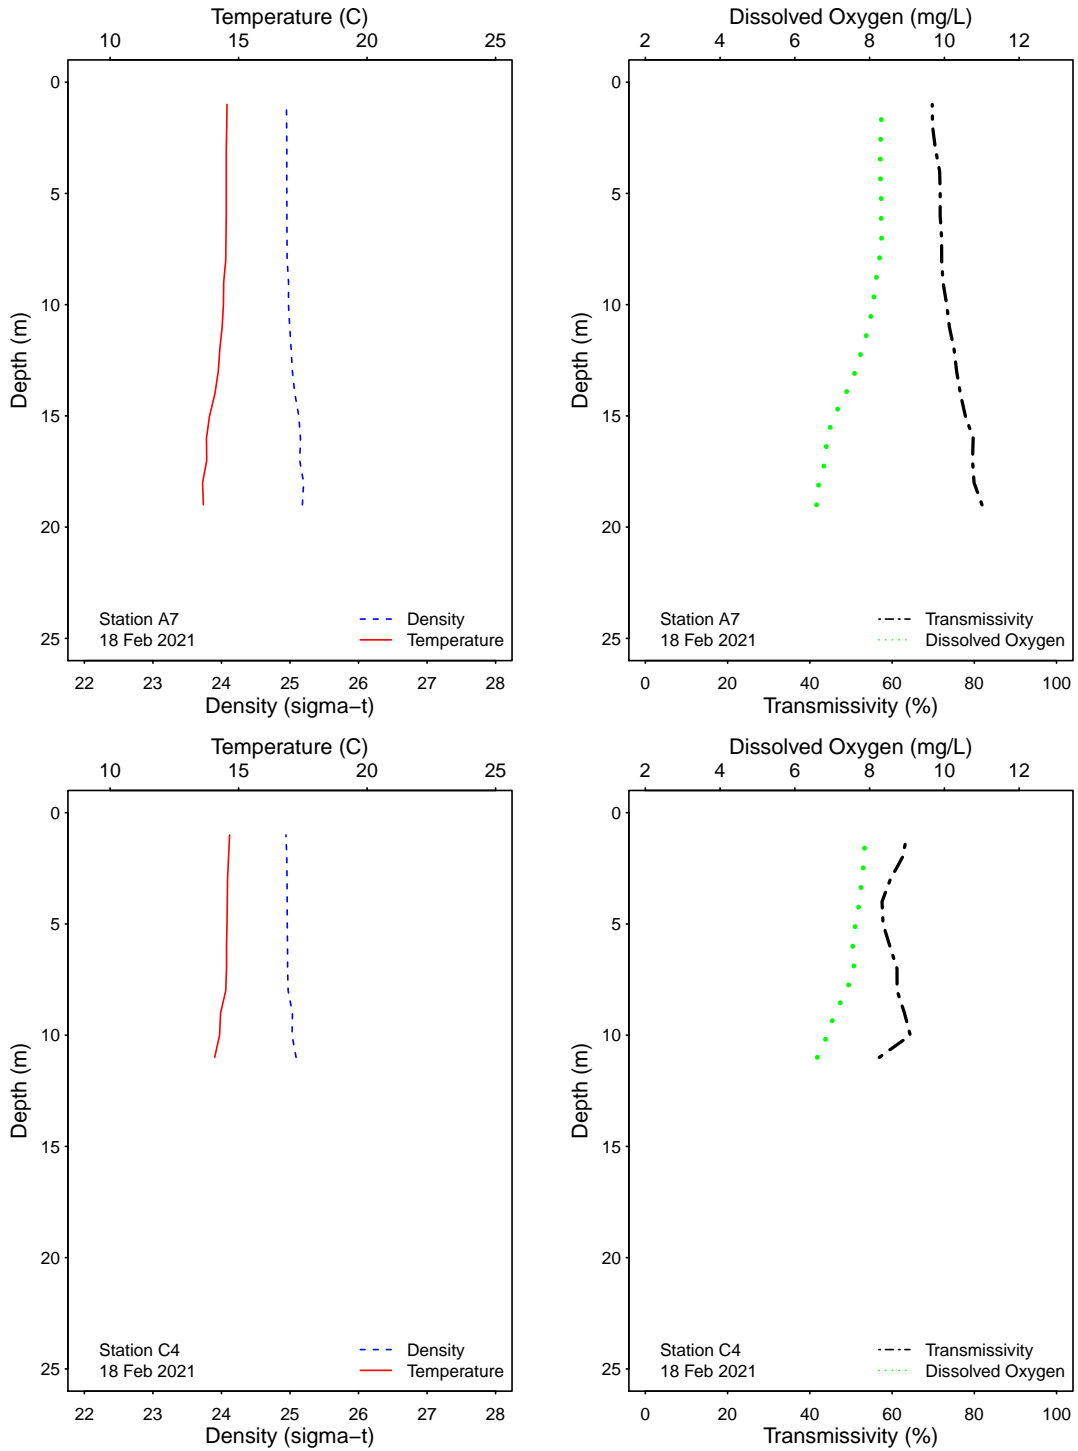 Temperature (C)
10 15 20 25
0
5
10
15
20
25
Depth (m)
Station A7
18 Feb 2021
Density
Temperature
22 23 24 25 26 27 28
Density (sigma−t)
Dissolved Oxygen (mg/L)
2 4 6 8 10 12
0
5
10
15
20
25
Depth (m)
Station A7
18 Feb 2021
Transmissivity
Dissolved Oxygen
0 20 40 60 80 100
Transmissivity (%)
Temperature (C)
10 15 20 25
0
5
10
15
20
25
Depth (m)
Station C4
18 Feb 2021
Density
Temperature
22 23 24 25 26 27 28
Density (sigma−t)
Dissolved Oxygen (mg/L)
2 4 6 8 10 12
0
5
10
15
20
25
Depth (m)
Station C4
18 Feb 2021
Transmissivity
Dissolved Oxygen
0 20 40 60 80 100
Transmissivity (%)